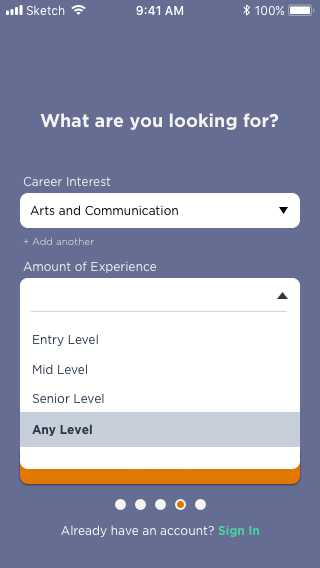 Sketch 9:41 AM 100%
What are you looking for?
Career Interest
Arts and Communication
+ Add another
Amount of Experience
Entry Level
Mid Level
Senior Level
Any Level
Already have an account? Sign In